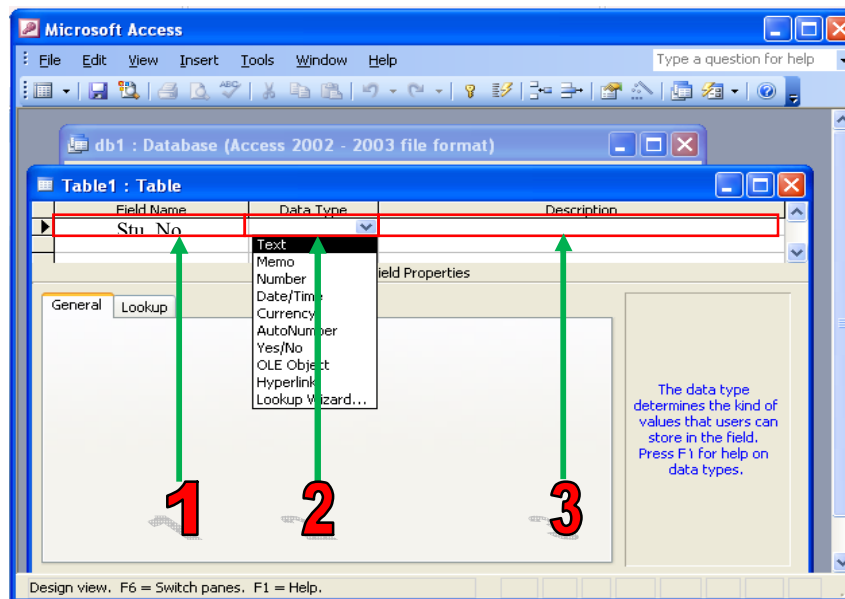 Microsoft Access
File Edit View Insert Tools Window Help Type a question for help
db1 : Database (Access 2002 - 2003 file format)
Table1 : Table
Field Name Data Type Description
Stu_No
Text
Memo
Number
Date/Time
Currency
AutoNumber
Yes/No
OLE Object
Hyperlink
Lookup Wizard...
ield Properties
General Lookup
The data type
determines the kind of
values that users can
store in the field.
Press F1 for help on
data types.
1 2 3
Design view. F6 = Switch panes. F1 = Help.